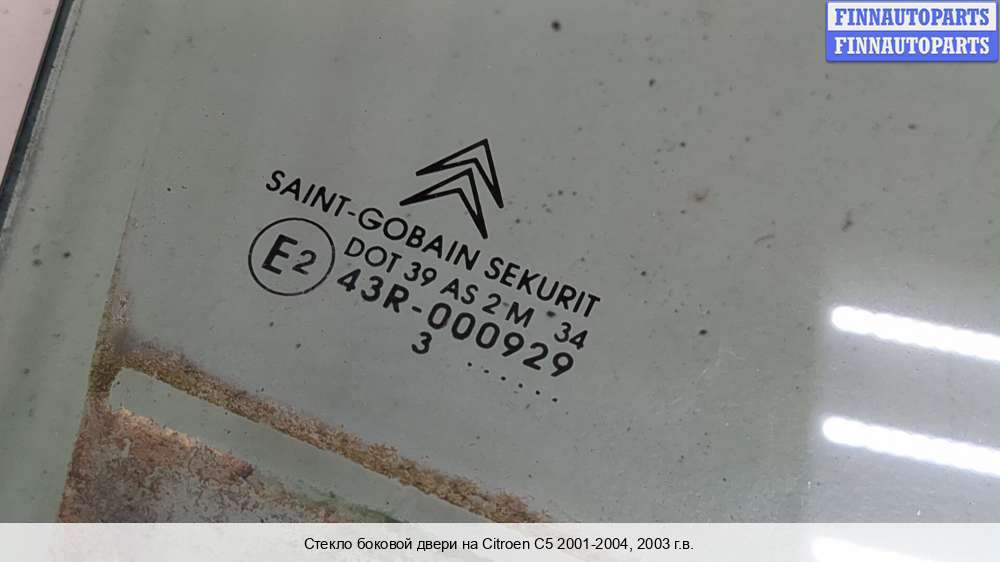 FINNAUTOPARTS
FINNAUTOPARTS
SAINT-GOBAIN SEKURIT
E2
DOT 39 AS 2 M 34
43R-000929
3 ......
Стекло боковой двери на Citroen C5 2001-2004, 2003 г.в.